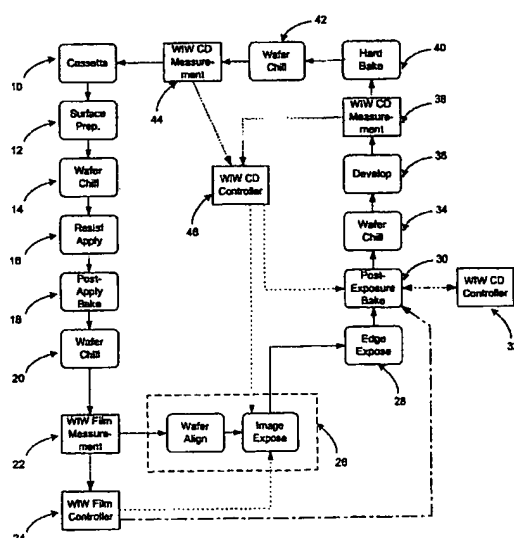 42
Cassette
WIW CD
Measure-
ment
Wafer
Chill
Hard
Bake
40
10
44
Surface
Prep.
12
WIW CD
Measure-
ment
38
Wafer
Chill
14
WIW CD
Controller
46
Develop
36
Resist
Apply
16
Wafer
Chill
34
Post-
Apply
Bake
18
Post-
Exposure
Bake
30
WIW CD
Controller
Wafer
Chill
20
Edge
Expose
28
WIW Film
Measure-
ment
22
Wafer
Align
Image
Expose
26
WIW Film
Controller
24